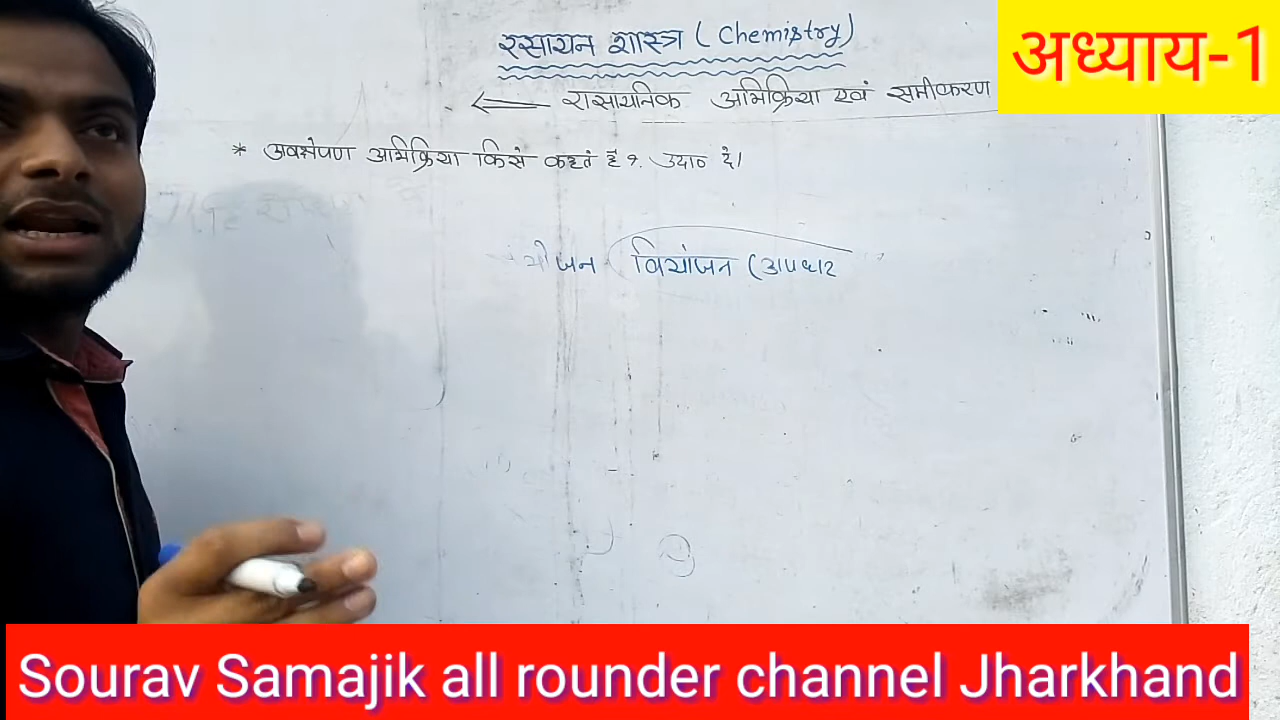 रसायन शास्त्र ( Chemistry )
अध्याय-1
रासायनिक अभिक्रिया एवं समीकरण
* अवक्षेपण अभिक्रिया किसे कहते हैं ? उदा० दें।
योजन वियोजन (अपघटन
Sourav Samajik all rounder channel Jharkhand